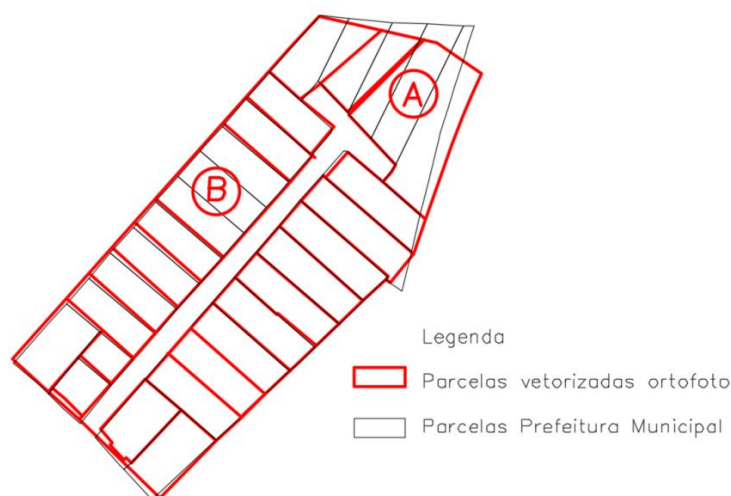 A
B
Legenda
Parcelas vetorizadas ortofoto
Parcelas Prefeitura Municipal